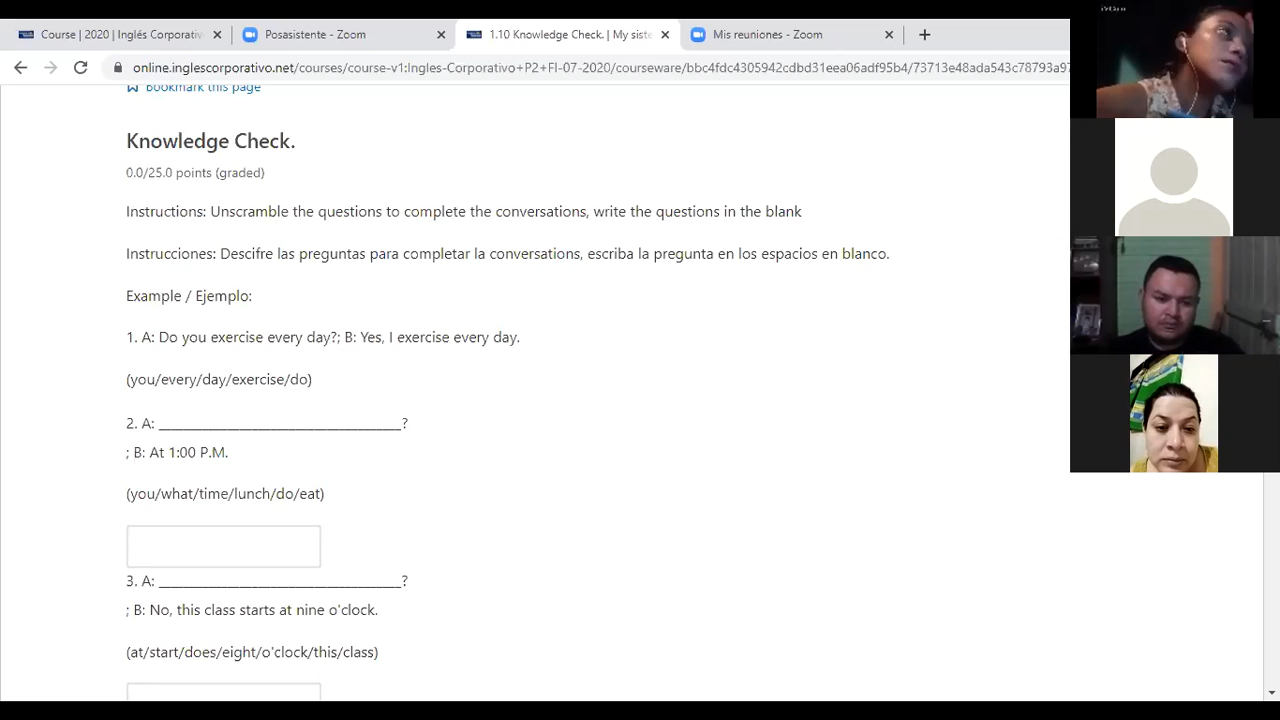 Course | 2020 | Inglés Corporativ
Posasistente - Zoom
1.10 Knowledge Check. | My siste
Mis reuniones - Zoom
online.inglescorporativo.net/courses/course-v1:Ingles-Corporativo+P2+FI-07-2020/courseware/bbc4fdc4305942cdbd31eea06adf95b4/73713e48ada543c78793a97
Bookmark this page
Knowledge Check.
0.0/25.0 points (graded)
Instructions: Unscramble the questions to complete the conversations, write the questions in the blank
Instrucciones: Descifre las preguntas para completar la conversations, escriba la pregunta en los espacios en blanco.
Example / Ejemplo:
1. A: Do you exercise every day?; B: Yes, I exercise every day.
(you/every/day/exercise/do)
2. A: ___________________________________?
; B: At 1:00 P.M.
(you/what/time/lunch/do/eat)
3. A: ___________________________________?
; B: No, this class starts at nine o'clock.
(at/start/does/eight/o'clock/this/class)